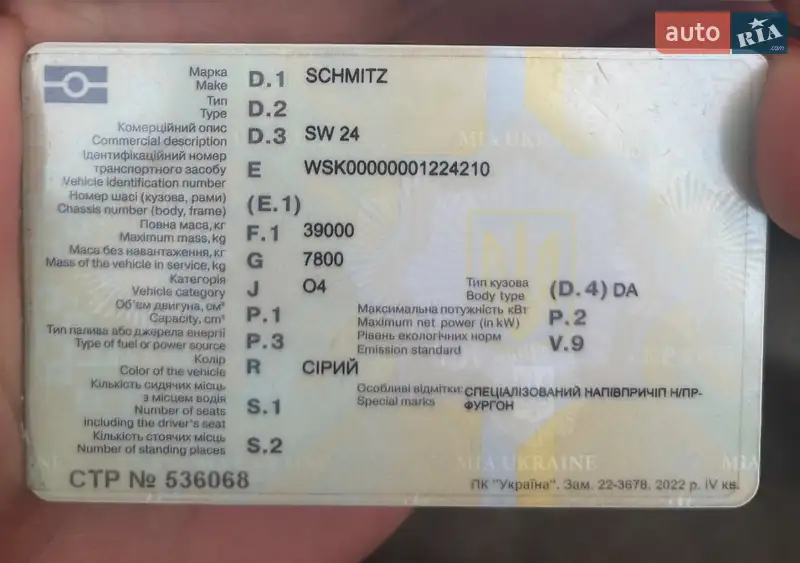 auto RIA .com
Марка
Make D.1 SCHMITZ
Тип
Type D.2
Комерційний опис
Commercial description D.3 SW 24
Ідентифікаційний номер
транспортного засобу
Vehicle identification number E WSK00000001224210
Номер шасі (кузова, рами)
Chassis number (body, frame) (E.1)
Повна маса, кг
Maximum mass, kg F.1 39000
Маса без навантаження, кг
Mass of the vehicle in service, kg G 7800
Категорія
Vehicle category J O4
Тип кузова
Body type (D.4) DA
Об'єм двигуна, см³
Capacity, cm³ P.1
Максимальна потужність кВт
Maximum net power (in kW) P.2
Тип палива або джерела енергії
Type of fuel or power source P.3
Рівень екологічних норм
Emission standard V.9
Колір
Color of the vehicle R СІРИЙ
Кількість сидячих місць
з місцем водія
Number of seats
including the driver's seat S.1
Особливі відмітки:
Special marks СПЕЦІАЛІЗОВАНИЙ НАПІВПРИЧІП Н/ПР-
ФУРГОН
Кількість стоячих місць
Number of standing places S.2
MIA UKRAINE
MIA UKRAINE
СТР № 536068
ПК "Україна". Зам. 22-3678. 2022 р. IV кв.